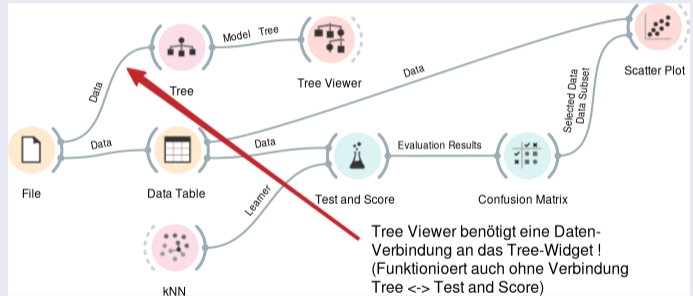 Model Tree
Tree
Tree Viewer
Data
Data
Scatter Plot
Selected Data
Data Subset
Data
Data
Evaluation Results
File
Data Table
Learner
Test and Score
Confusion Matrix
kNN
Tree Viewer benötigt eine Daten-
Verbindung an das Tree-Widget !
(Funktionioert auch ohne Verbindung
Tree <-> Test and Score)